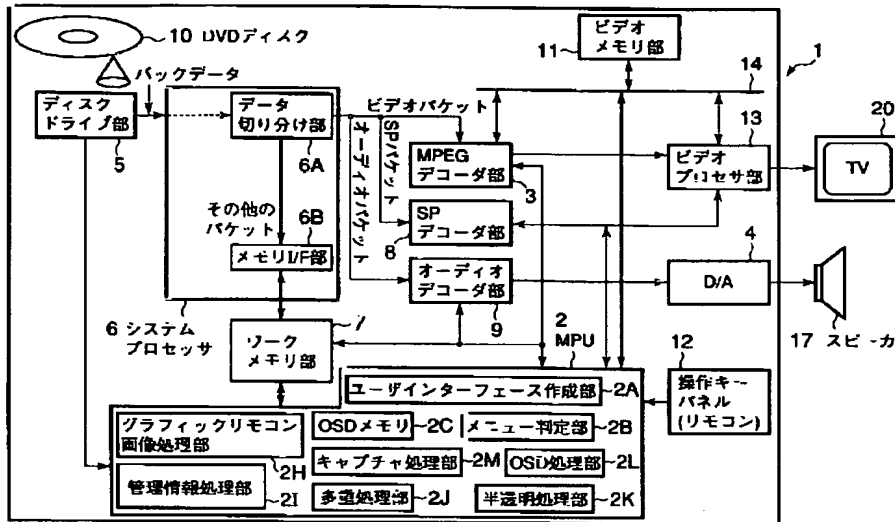 10 DVDディスク
パックデータ
ディスク
ドライブ部
5
データ
切り分け部
6A
その他の
パケット
6B
メモリI/F部
6 システム
プロセッサ
7
ワーク
メモリ部
ビデオパケット
SPパケット
オーディオパケット
MPEG
デコーダ部
3
SP
デコーダ部
8
オーディオ
デコーダ部
9
ビデオ
メモリ部
11
14
1
13
ビデオ
プロセサ部
20
TV
4
D/A
17 スピーカ
2
MPU
12
操作キー
パネル
(リモコン)
ユーザインターフェース作成部
2A
グラフィックリモコン
画像処理部
2H
OSDメモリ
2C
メニュー判定部
2B
キャプチャ処理部
2M
OSD処理部
2L
管理情報処理部
2I
多重処理部
2J
半透明処理部
2K